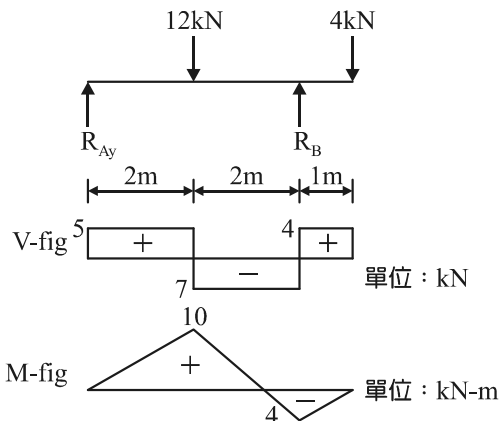 12kN 4kN
R_Ay R_B
2m 2m 1m
5 4
V-fig + − +
7 單位：kN
10
M-fig + −
4 單位：kN-m